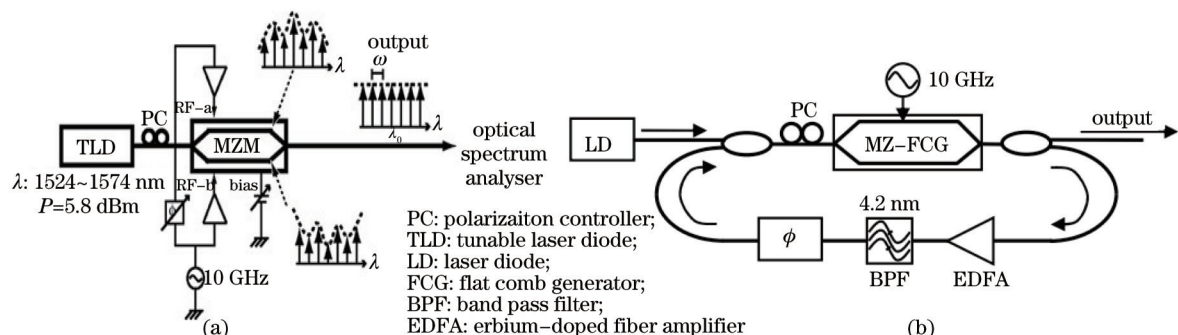 output
ω
λ
λ
λ₀
PC
RF-a
TLD
MZM
optical
spectrum
analyser
λ: 1524~1574 nm
P=5.8 dBm
RF-b
bias
ϕ
λ
10 GHz
(a)
PC: polarizaiton controller;
TLD: tunable laser diode;
LD: laser diode;
FCG: flat comb generator;
BPF: band pass filter;
EDFA: erbium-doped fiber amplifier
10 GHz
PC
output
LD
MZ-FCG
4.2 nm
ϕ
BPF
EDFA
(b)